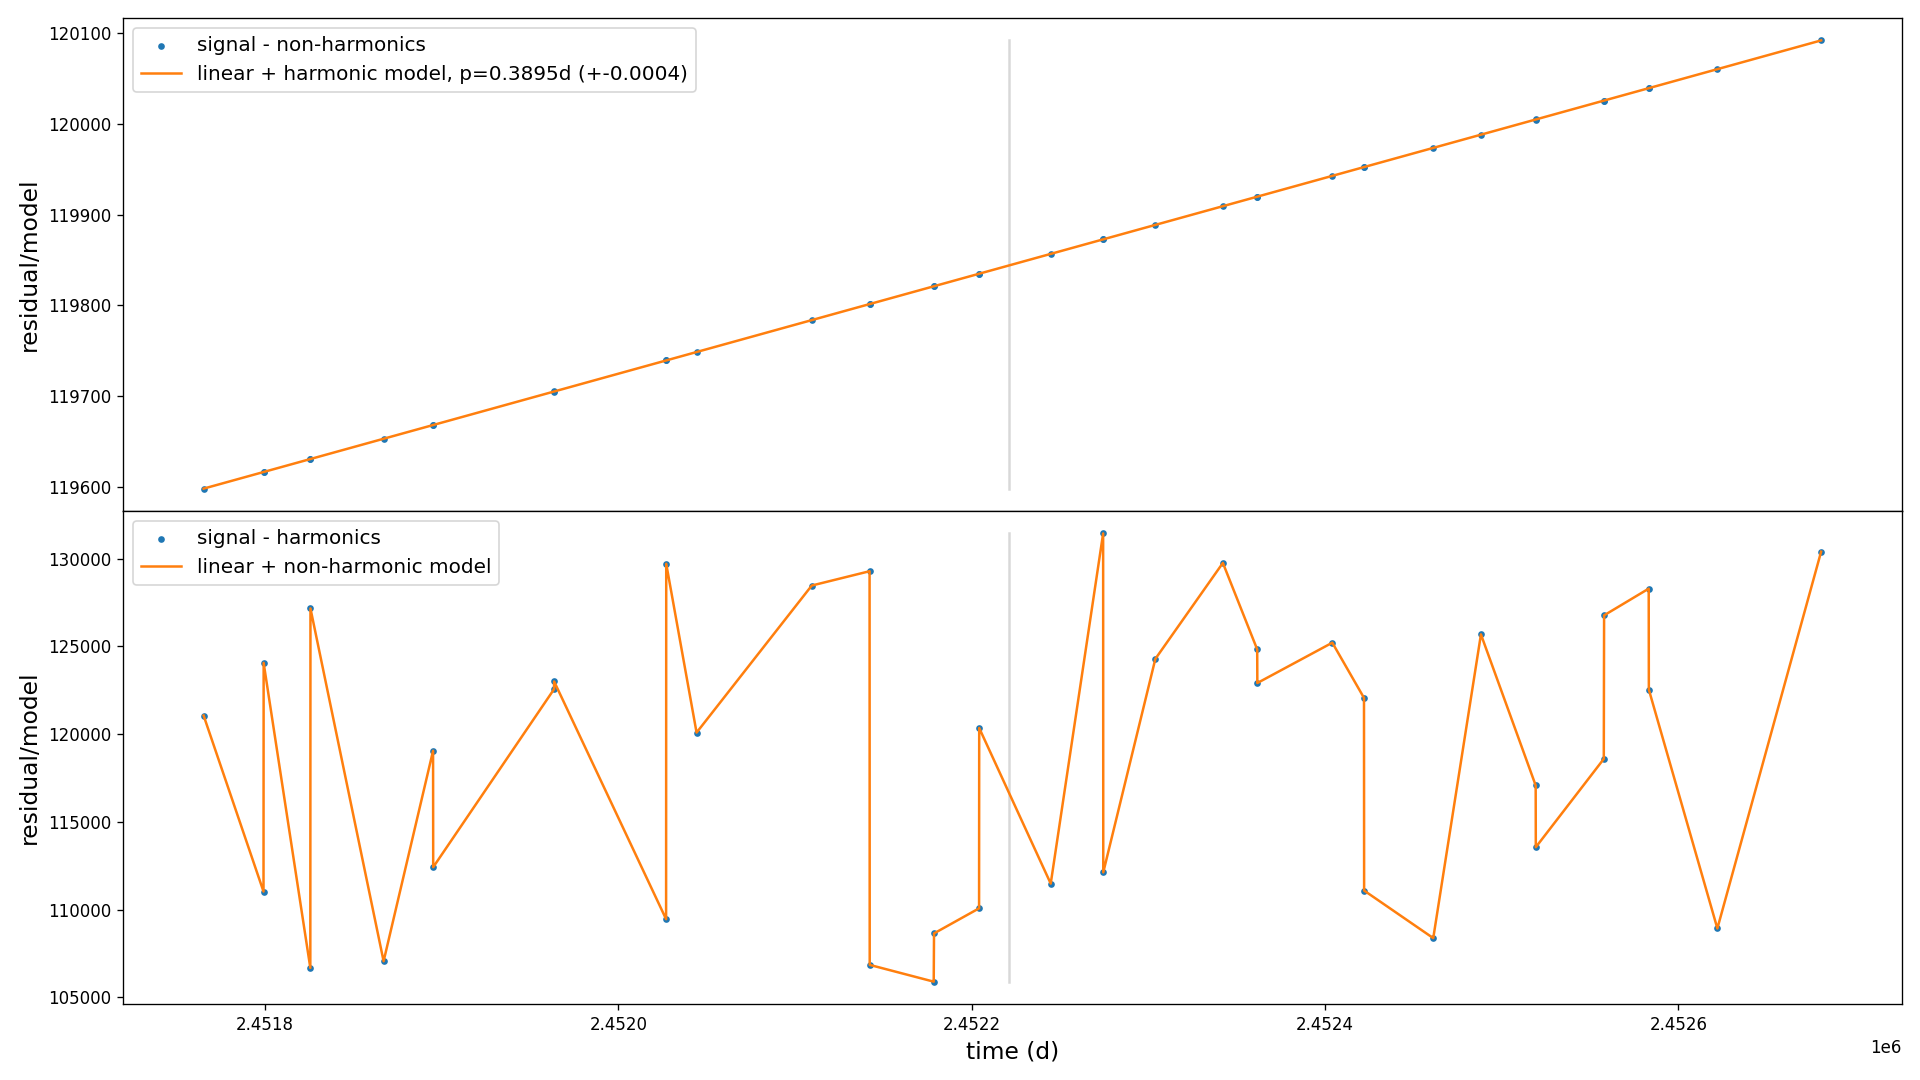 120100
120000
119900
119800
119700
119600
residual/model
signal - non-harmonics
linear + harmonic model, p=0.3895d (+-0.0004)
130000
125000
120000
115000
110000
105000
residual/model
signal - harmonics
linear + non-harmonic model
2.4518
2.4520
2.4522
2.4524
2.4526
1e6
time (d)